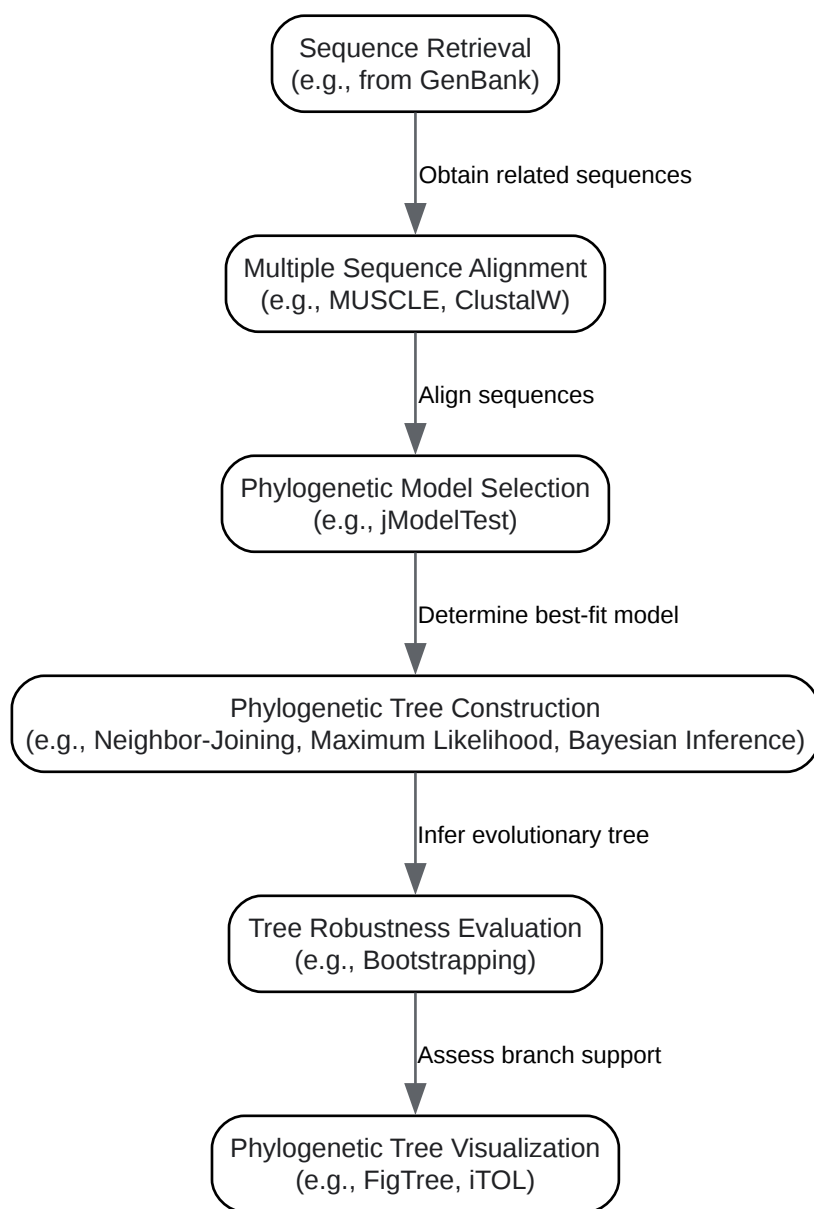 Sequence Retrieval
(e.g., from GenBank)
Obtain related sequences
Multiple Sequence Alignment
(e.g., MUSCLE, ClustalW)
Align sequences
Phylogenetic Model Selection
(e.g., jModelTest)
Determine best-fit model
Phylogenetic Tree Construction
(e.g., Neighbor-Joining, Maximum Likelihood, Bayesian Inference)
Infer evolutionary tree
Tree Robustness Evaluation
(e.g., Bootstrapping)
Assess branch support
Phylogenetic Tree Visualization
(e.g., FigTree, iTOL)